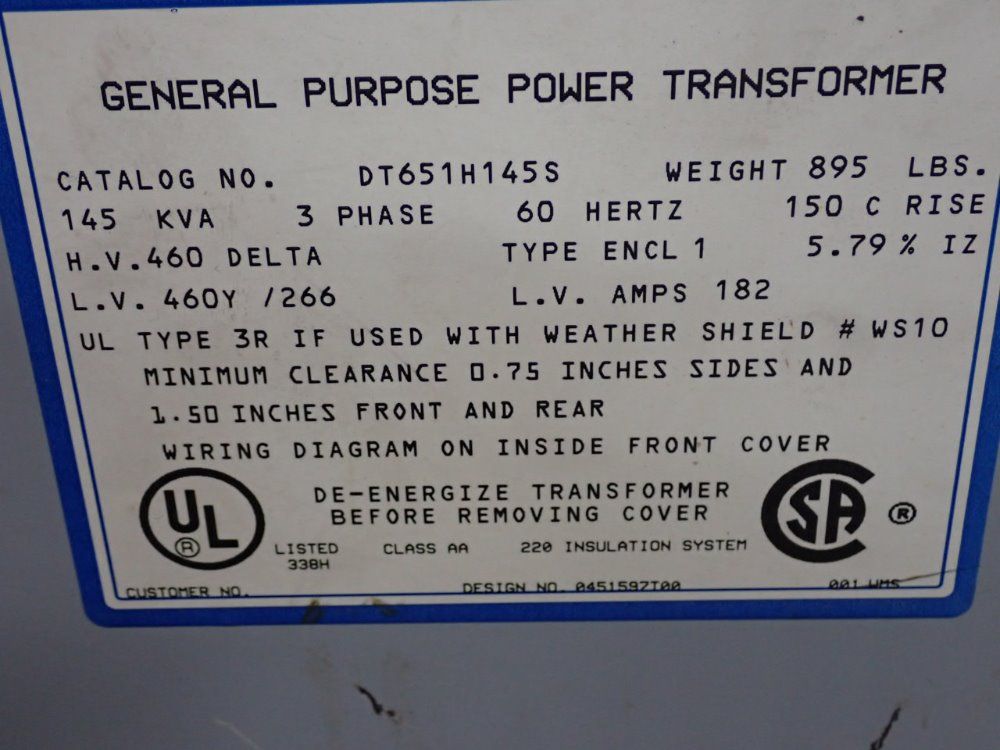 GENERAL PURPOSE POWER TRANSFORMER
CATALOG NO. DT651H145S WEIGHT 895 LBS.
145 KVA 3 PHASE 60 HERTZ 150 C RISE
H.V. 460 DELTA TYPE ENCL 1 5.79 % IZ
L.V. 460Y /266 L.V. AMPS 182
UL TYPE 3R IF USED WITH WEATHER SHIELD # WS10
MINIMUM CLEARANCE 0.75 INCHES SIDES AND
1.50 INCHES FRONT AND REAR
WIRING DIAGRAM ON INSIDE FRONT COVER
DE-ENERGIZE TRANSFORMER
BEFORE REMOVING COVER
UL ® SA ®
LISTED CLASS AA 220 INSULATION SYSTEM
338H
CUSTOMER NO. DESIGN NO. 0451597T00 001 WMS